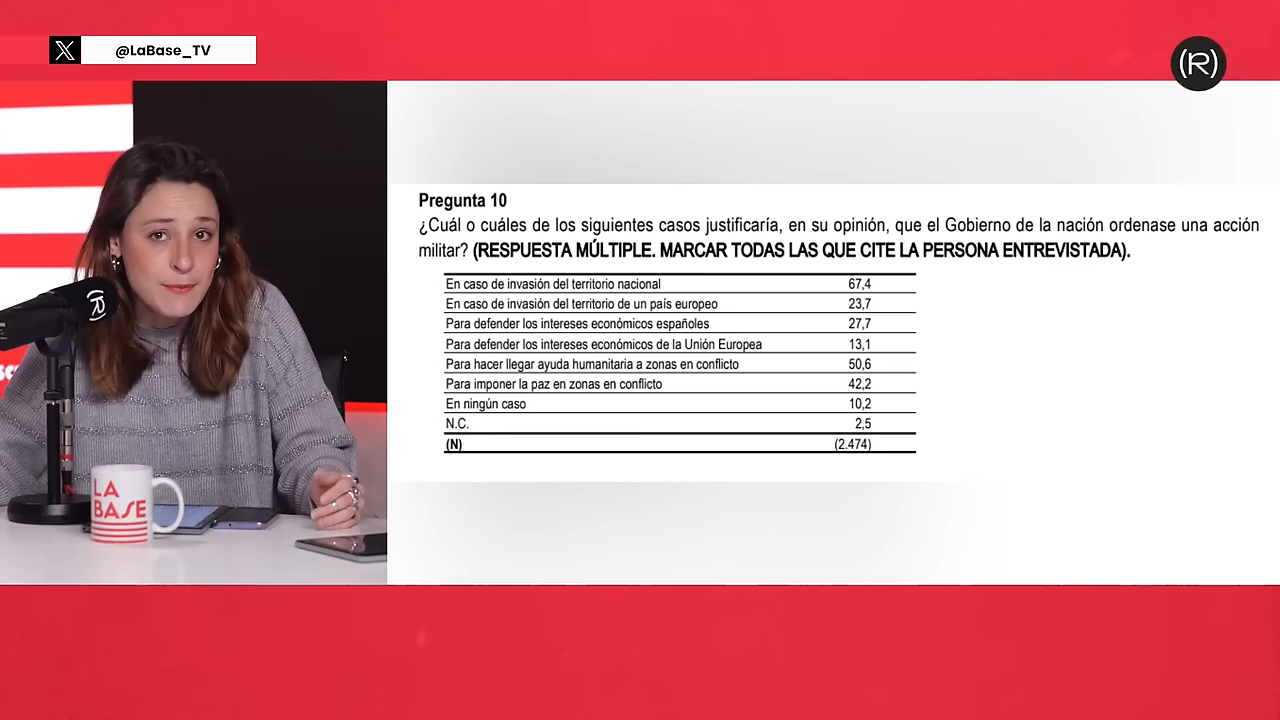 @LaBase_TV
(R)
Pregunta 10
¿Cuál o cuáles de los siguientes casos justificaría, en su opinión, que el Gobierno de la nación ordenase una acción
militar? (RESPUESTA MÚLTIPLE. MARCAR TODAS LAS QUE CITE LA PERSONA ENTREVISTADA).
En caso de invasión del territorio nacional 67,4
En caso de invasión del territorio de un país europeo 23,7
Para defender los intereses económicos españoles 27,7
Para defender los intereses económicos de la Unión Europea 13,1
Para hacer llegar ayuda humanitaria a zonas en conflicto 50,6
Para imponer la paz en zonas en conflicto 42,2
En ningún caso 10,2
N.C. 2,5
(N) (2.474)
(R)
LA
BASE